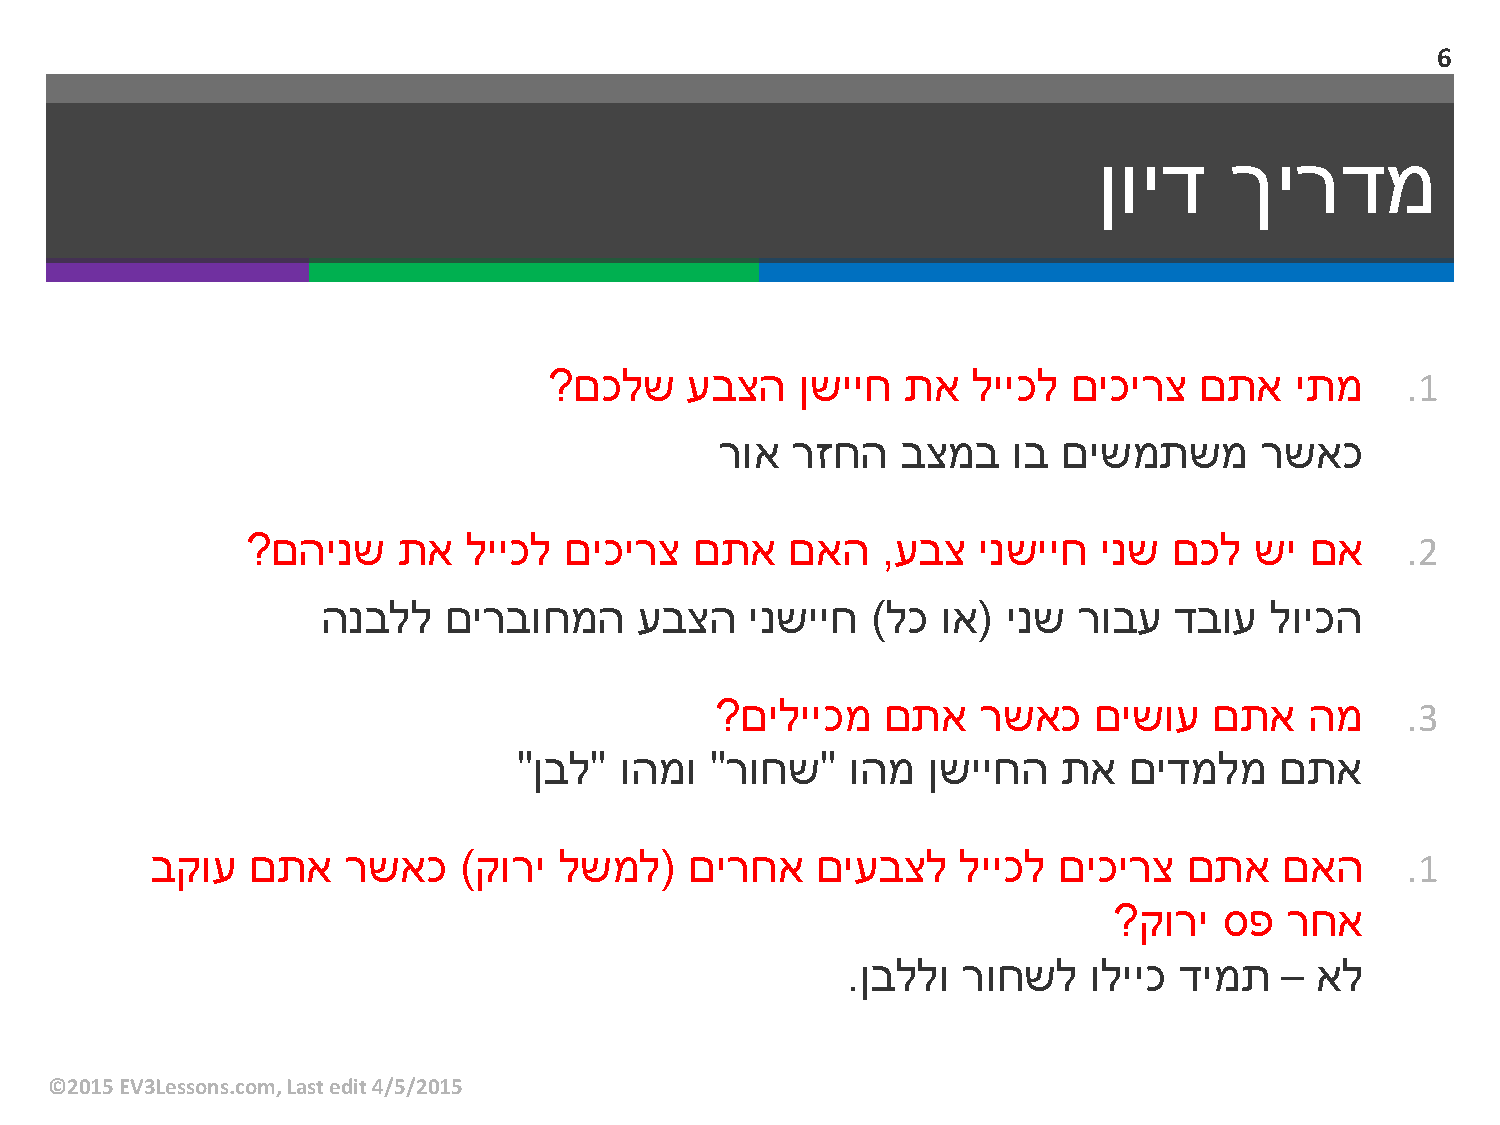 6
מדריך דיון
1. מתי אתם צריכים לכייל את חיישן הצבע שלכם?
כאשר משתמשים בו במצב החזר אור
2. אם יש לכם שני חיישני צבע, האם אתם צריכים לכייל את שניהם?
הכיול עובד עבור שני (או כל) חיישני הצבע המחוברים ללבנה
3. מה אתם עושים כאשר אתם מכיילים?
אתם מלמדים את החיישן מהו "שחור" ומהו "לבן"
1. האם אתם צריכים לכייל לצבעים אחרים (למשל ירוק) כאשר אתם עוקב
אחר פס ירוק?
לא – תמיד כיילו לשחור וללבן.
©2015 EV3Lessons.com, Last edit 4/5/2015